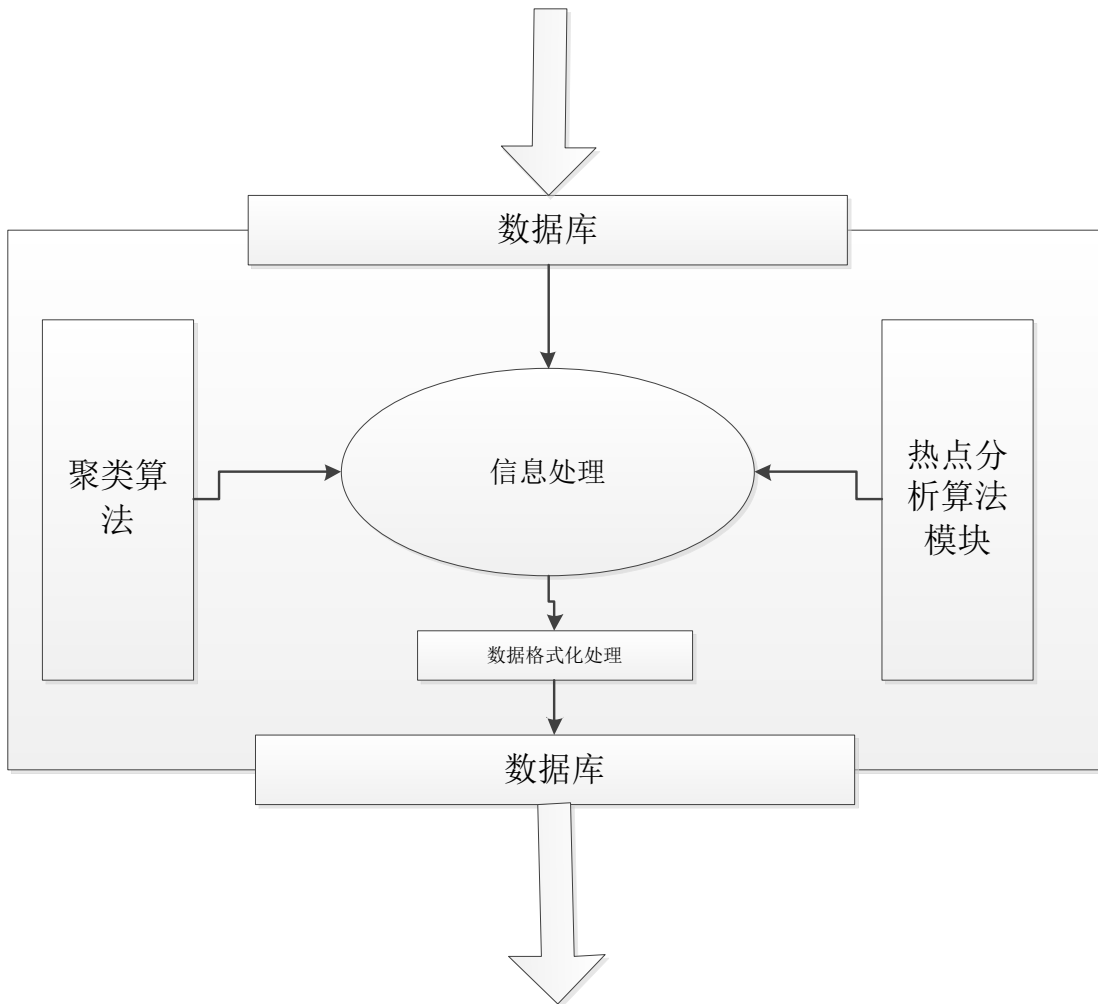 数据库
聚类算
法
信息处理
热点分
析算法
模块
数据格式化处理
数据库